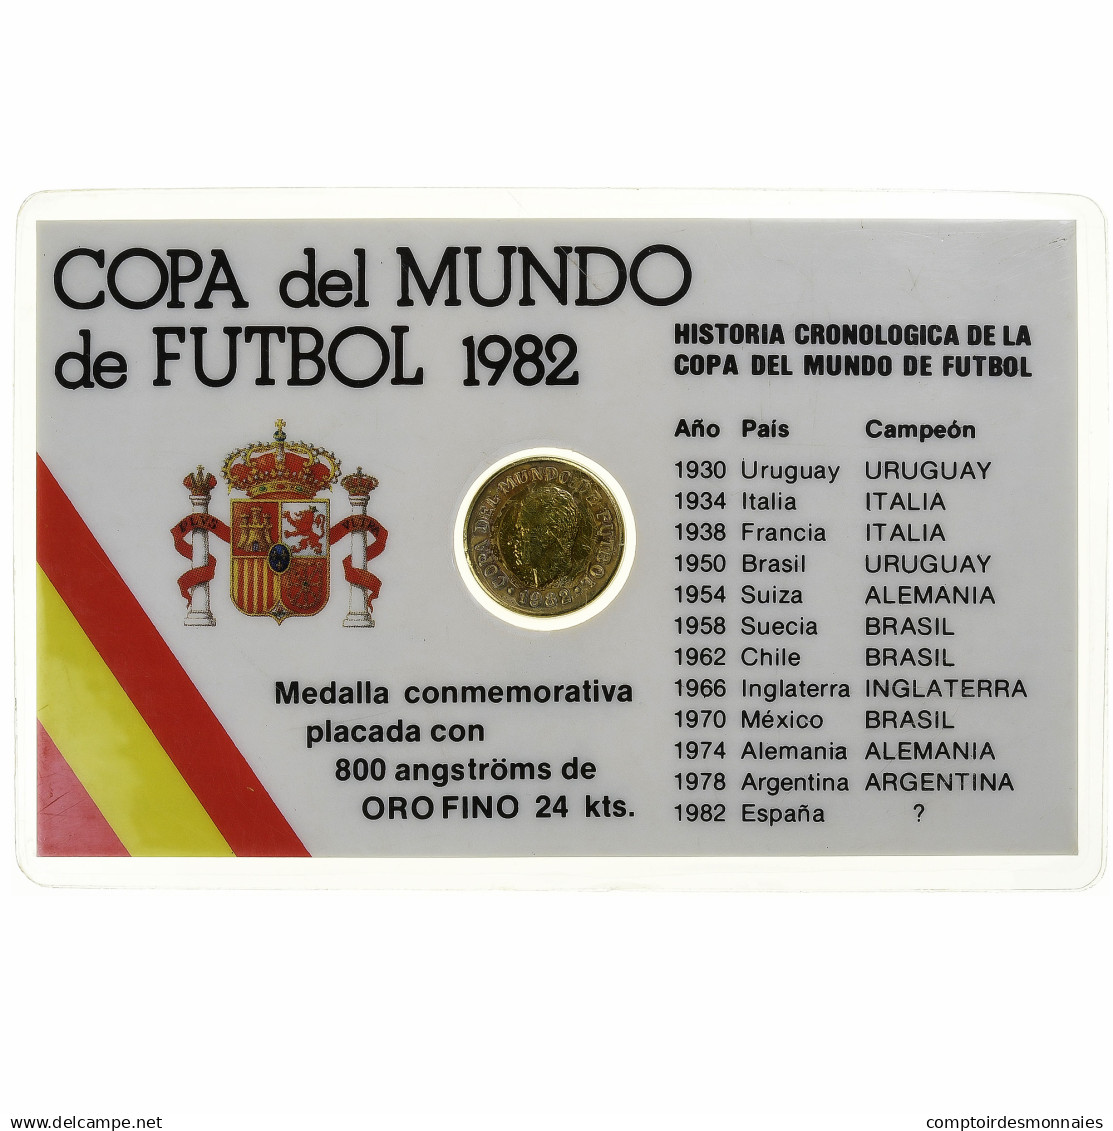 COPA del MUNDO
de FUTBOL 1982
HISTORIA CRONOLOGICA DE LA
COPA DEL MUNDO DE FUTBOL
Año País Campeón
1930 Uruguay URUGUAY
1934 Italia ITALIA
1938 Francia ITALIA
1950 Brasil URUGUAY
1954 Suiza ALEMANIA
1958 Suecia BRASIL
1962 Chile BRASIL
1966 Inglaterra INGLATERRA
1970 México BRASIL
1974 Alemania ALEMANIA
1978 Argentina ARGENTINA
1982 España ?
COPA DEL MUNDO DE FUTBOL
1982
Medalla conmemorativa
placada con
800 angströms de
ORO FINO 24 kts.
delcampe.net
comptoirdesmonnaies